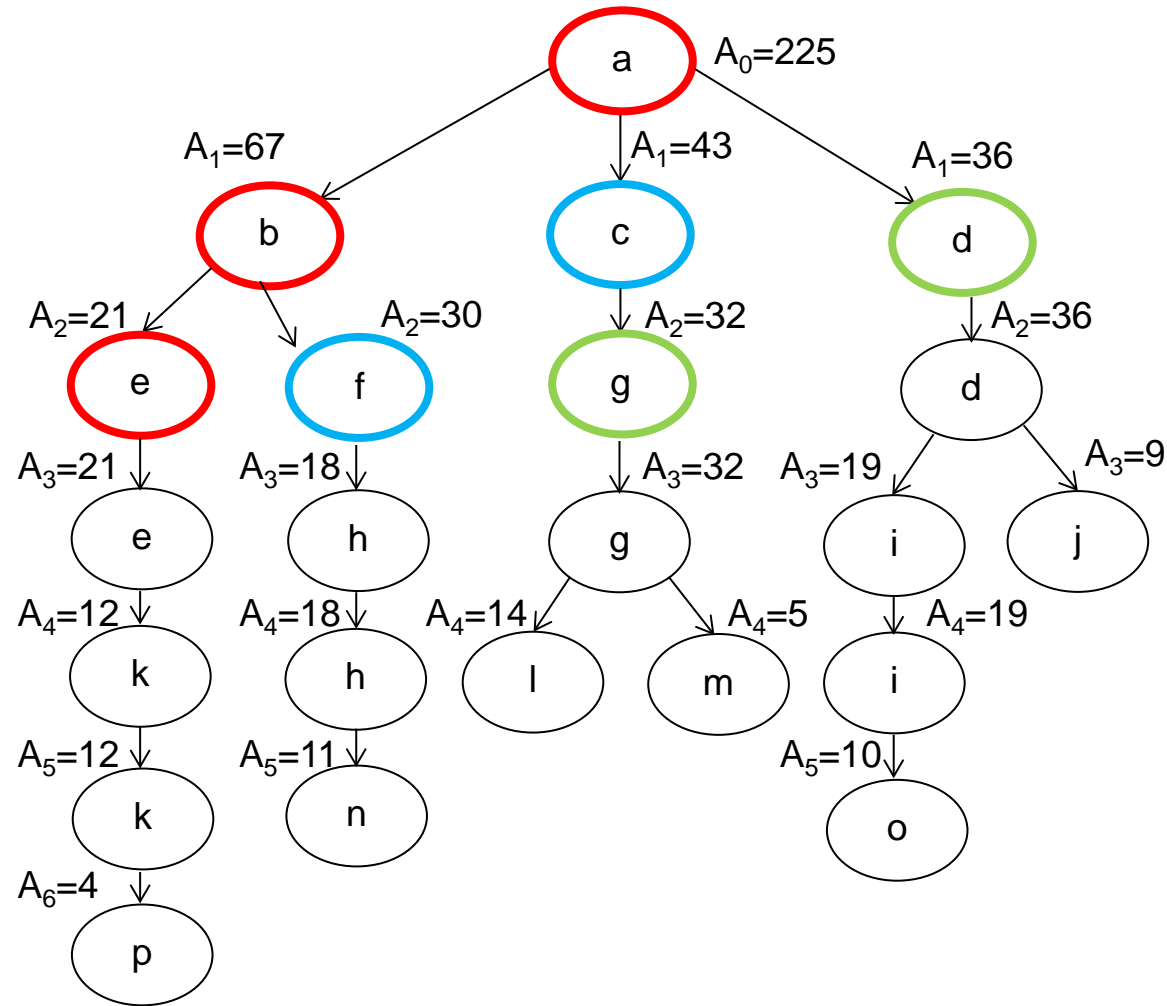 a A₀=225
A₁=67 A₁=43 A₁=36
b c d
A₂=21 A₂=30 A₂=32 A₂=36
e f g d
A₃=21 A₃=18 A₃=32 A₃=19 A₃=9
e h g i j
A₄=12 A₄=18 A₄=14 A₄=5 A₄=19
k h l m i
A₅=12 A₅=11 A₅=10
k n o
A₆=4
p